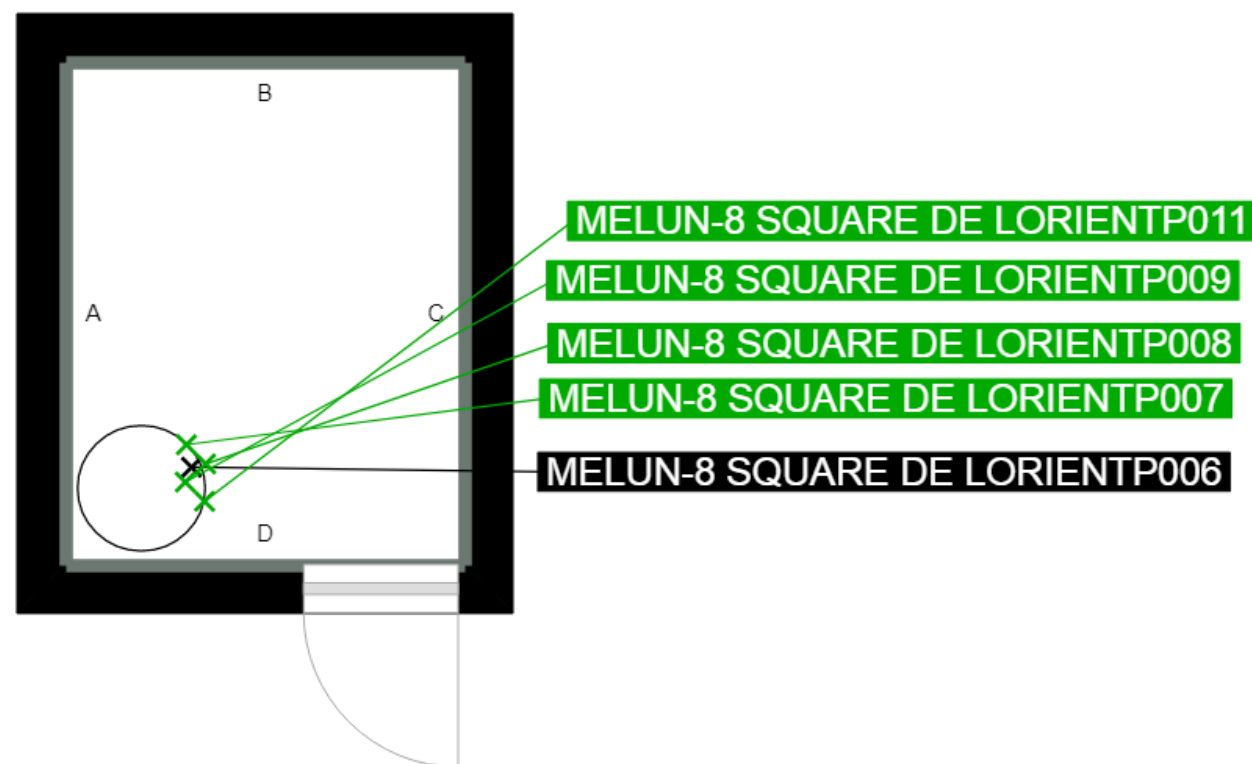 B
MELUN-8 SQUARE DE LORIENTP011
MELUN-8 SQUARE DE LORIENTP009
A
C
MELUN-8 SQUARE DE LORIENTP008
MELUN-8 SQUARE DE LORIENTP007
MELUN-8 SQUARE DE LORIENTP006
D